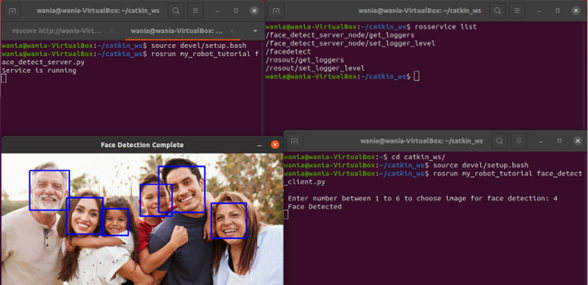 wania@wania-VirtualBox: ~/catkin_ws
roscore http://wania-Virt...
wania@wania-VirtualBox: ...
wania@wania-VirtualBox:~/catkin_ws$ source devel/setup.bash
wania@wania-VirtualBox:~/catkin_ws$ rosrun my_robot_tutorial f
ace_detect_server.py
Service is running
wania@wania-VirtualBox: ~/catkin_ws
wania@wania-VirtualBox:~/catkin_ws$ rosservice list
/face_detect_server_node/get_loggers
/face_detect_server_node/set_logger_level
/facedetect
/rosout/get_loggers
/rosout/set_logger_level
wania@wania-VirtualBox:~/catkin_ws$
Face Detection Complete
wania@wania-VirtualBox: ~/catkin_ws
wania@wania-VirtualBox:~$ cd catkin_ws/
wania@wania-VirtualBox:~/catkin_ws$ source devel/setup.bash
wania@wania-VirtualBox:~/catkin_ws$ rosrun my_robot_tutorial face_detect
_client.py
Enter number between 1 to 6 to choose image for face detection: 4
Face Detected